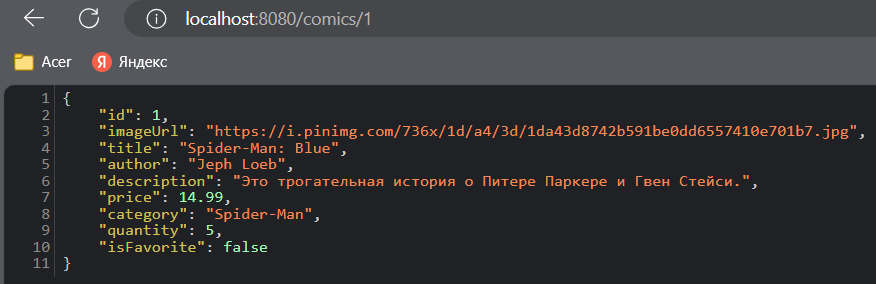 localhost:8080/comics/1
Acer Я Яндекс
1 {
2 "id": 1,
3 "imageUrl": "https://i.pinimg.com/736x/1d/a4/3d/1da43d8742b591be0dd6557410e701b7.jpg",
4 "title": "Spider-Man: Blue",
5 "author": "Jeph Loeb",
6 "description": "Это трогательная история о Питере Паркере и Гвен Стейси.",
7 "price": 14.99,
8 "category": "Spider-Man",
9 "quantity": 5,
10 "isFavorite": false
11 }